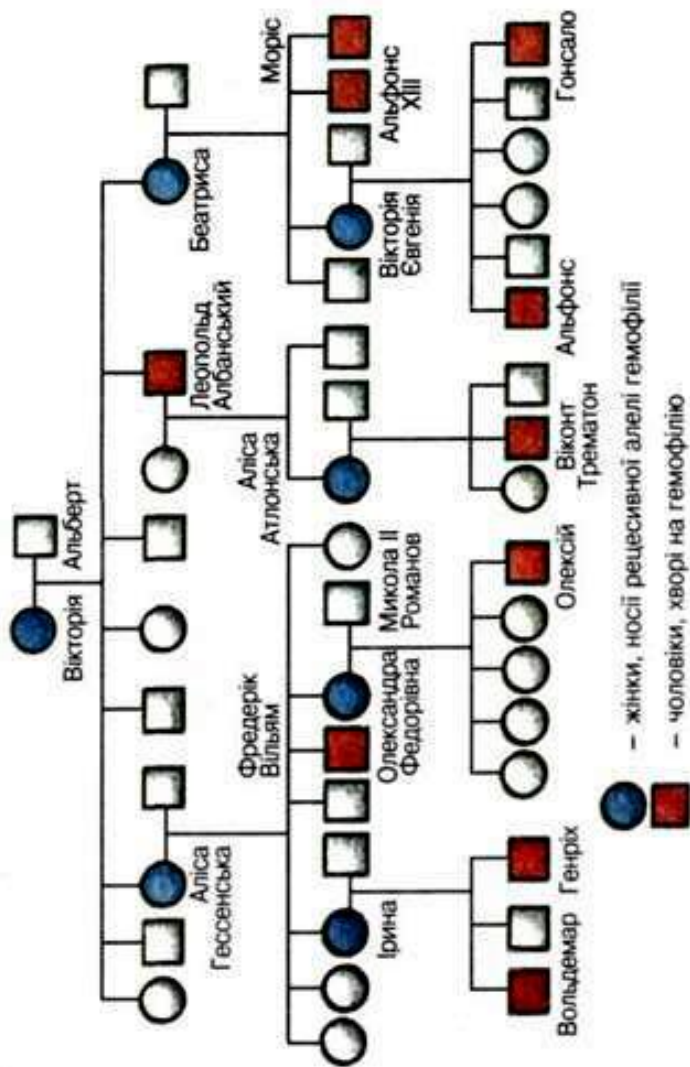 Вікторія
Альберт
Аліса
Гессенська
Леопольд
Албанський
Беатриса
Фредерік
Вільям
Аліса
Атлонська
Моріс
Ірина
Олександра
Федорівна
Микола II
Романов
Вікторія
Євгенія
Альфонс
XIII
Вольдемар
Генріх
Олексій
Віконт
Трематон
Альфонс
Гонсало
– жінки, носії рецесивної алелі гемофілії
– чоловіки, хворі на гемофілію